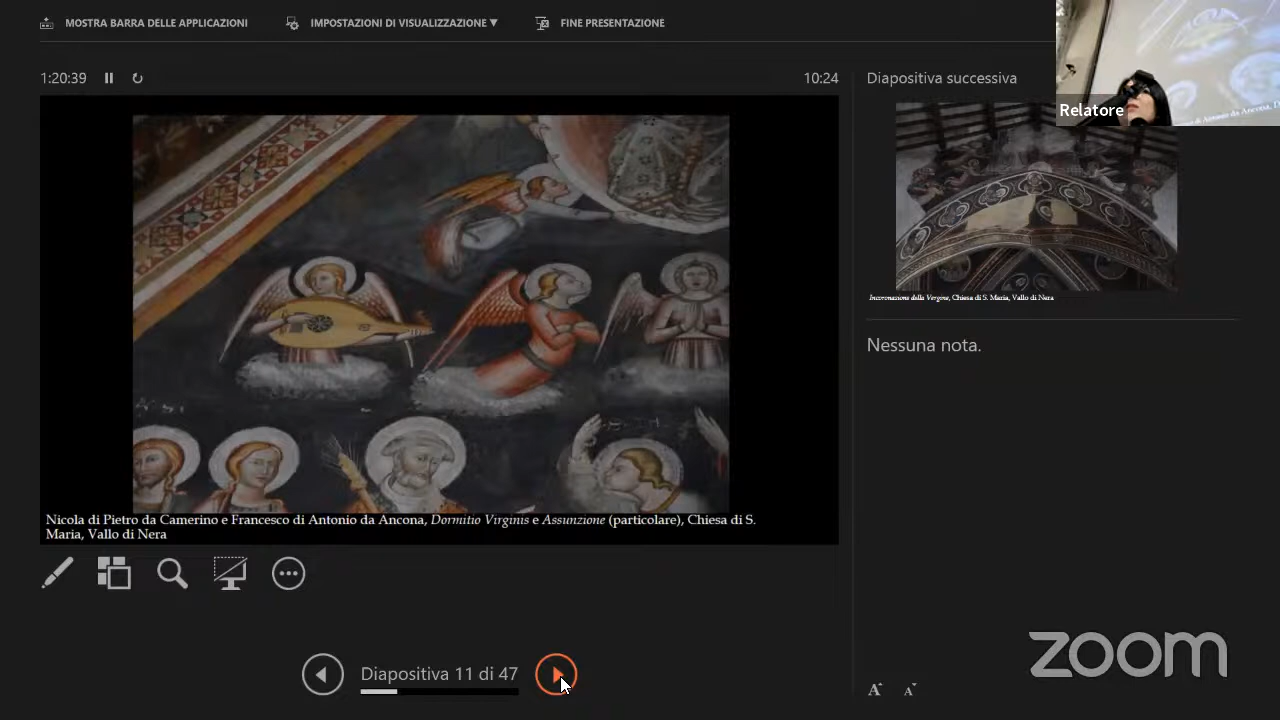 MOSTRA BARRA DELLE APPLICAZIONI
IMPOSTAZIONI DI VISUALIZZAZIONE ▼
FINE PRESENTAZIONE
1:20:39
10:24
Diapositiva successiva
Relatore
Incoronazione della Vergine, Chiesa di S. Maria, Vallo di Nera
Nessuna nota.
Nicola di Pietro da Camerino e Francesco di Antonio da Ancona, Dormitio Virginis e Assunzione (particolare), Chiesa di S.
Maria, Vallo di Nera
Diapositiva 11 di 47
A A
zoom